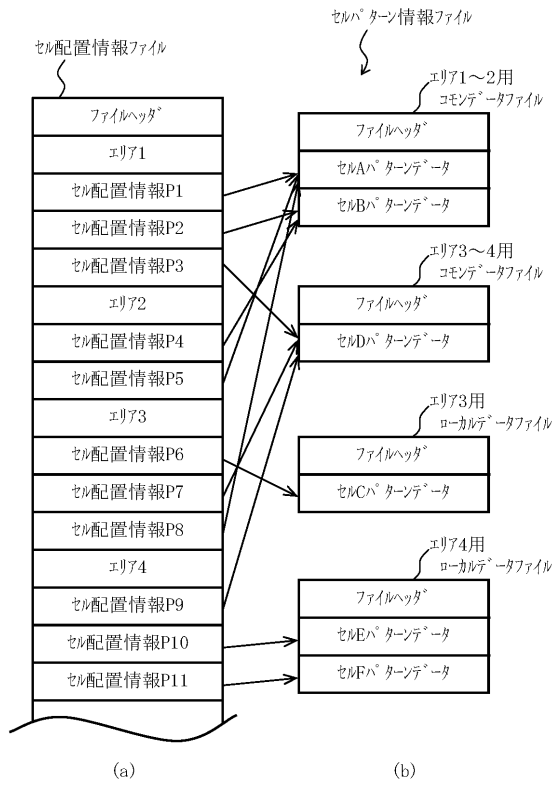 セル配置情報ファイル
ファイルヘッダ
エリア1
セル配置情報P1
セル配置情報P2
セル配置情報P3
エリア2
セル配置情報P4
セル配置情報P5
エリア3
セル配置情報P6
セル配置情報P7
セル配置情報P8
エリア4
セル配置情報P9
セル配置情報P10
セル配置情報P11
(a)
セルパターン情報ファイル
エリア1～2用
コモンデータファイル
ファイルヘッダ
セルAパターンデータ
セルBパターンデータ
エリア3～4用
コモンデータファイル
ファイルヘッダ
セルDパターンデータ
エリア3用
ローカルデータファイル
ファイルヘッダ
セルCパターンデータ
エリア4用
ローカルデータファイル
ファイルヘッダ
セルEパターンデータ
セルFパターンデータ
(b)